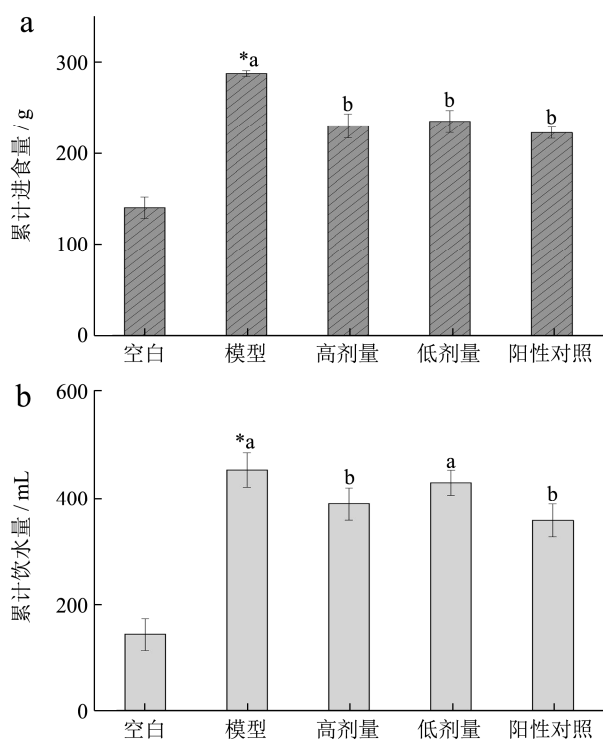 a
累计进食量 / g
300
200
100
0
*a
b
b
b
空白 模型 高剂量 低剂量 阳性对照
b
累计饮水量 / mL
600
400
200
0
*a
b
a
b
空白 模型 高剂量 低剂量 阳性对照